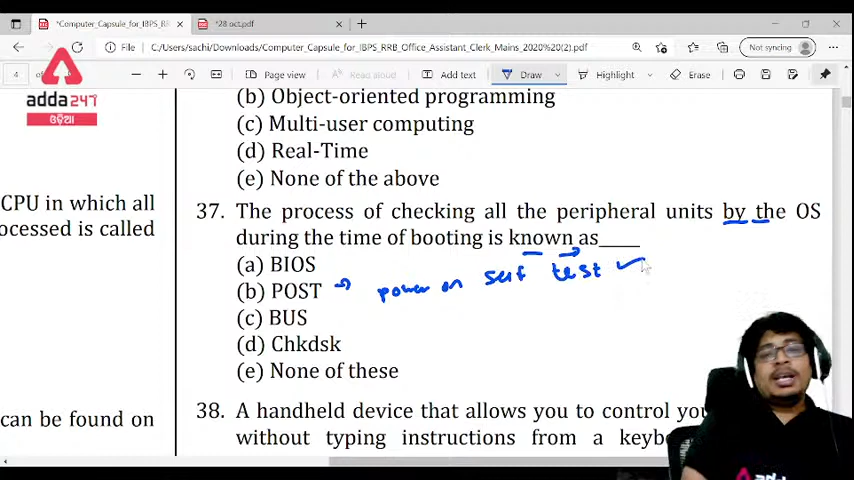 *Computer_Capsule_for_IBPS_RR
*28 oct.pdf
File
C:/Users/sachi/Downloads/Computer_Capsule_for_IBPS_RRB_Office_Assistant_Clerk_Mains_2020%20(2).pdf
Not syncing
4
Page view
Read aloud
Add text
Draw
Highlight
Erase
adda247
ଓଡ଼ିଆ
(b) Object-oriented programming
(c) Multi-user computing
(d) Real-Time
(e) None of the above
CPU in which all
ocessed is called
37. The process of checking all the peripheral units by the OS
during the time of booting is known as_____
(a) BIOS
(b) POST → power on self test ✓
(c) BUS
(d) Chkdsk
(e) None of these
can be found on
38. A handheld device that allows you to control you
without typing instructions from a keyb